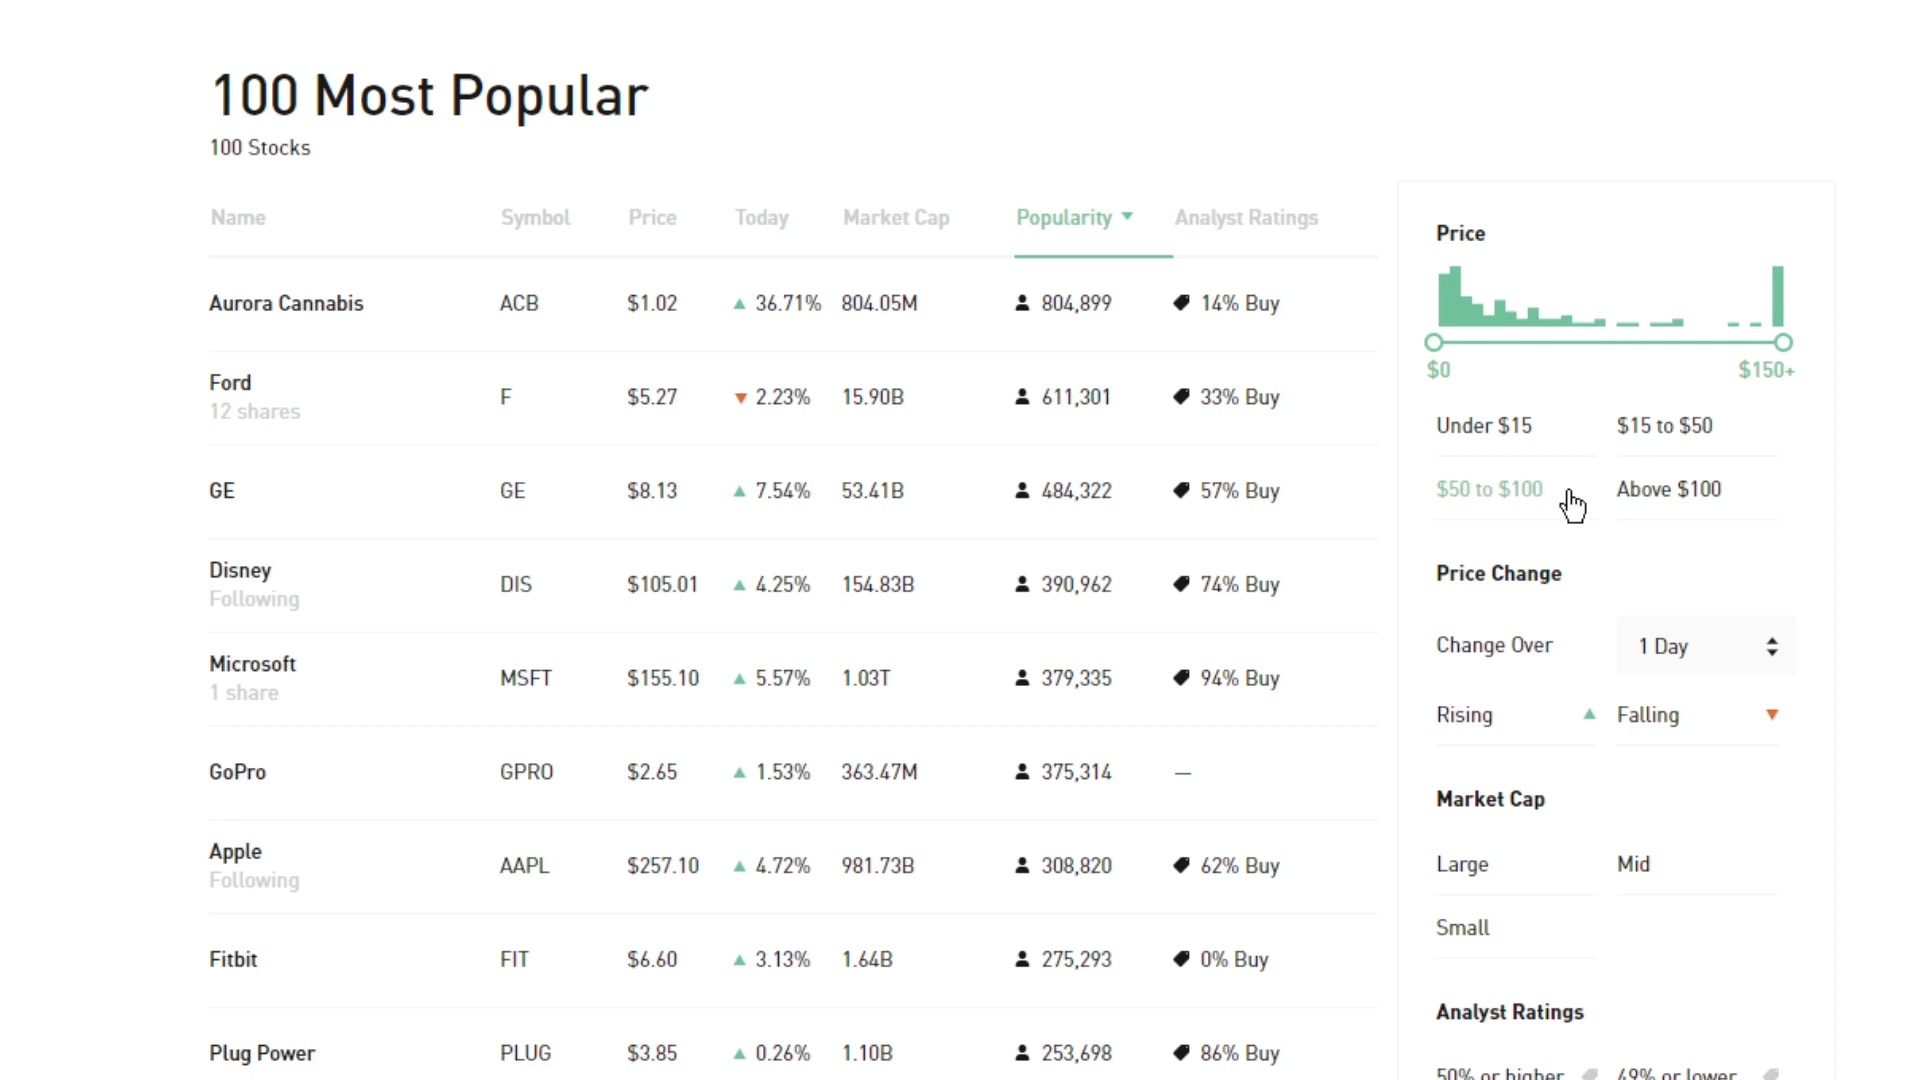 100 Most Popular
100 Stocks
Name Symbol Price Today Market Cap Popularity Analyst Ratings
Aurora Cannabis ACB $1.02 36.71% 804.05M 804,899 14% Buy
Ford
12 shares
F $5.27 2.23% 15.90B 611,301 33% Buy
GE GE $8.13 7.54% 53.41B 484,322 57% Buy
Disney
Following
DIS $105.01 4.25% 154.83B 390,962 74% Buy
Microsoft
1 share
MSFT $155.10 5.57% 1.03T 379,335 94% Buy
GoPro GPRO $2.65 1.53% 363.47M 375,314 —
Apple
Following
AAPL $257.10 4.72% 981.73B 308,820 62% Buy
Fitbit FIT $6.60 3.13% 1.64B 275,293 0% Buy
Plug Power PLUG $3.85 0.26% 1.10B 253,698 86% Buy
Price
$0 $150+
Under $15 $15 to $50
$50 to $100 Above $100
Price Change
Change Over 1 Day
Rising Falling
Market Cap
Large Mid
Small
Analyst Ratings
50% or higher 49% or lower